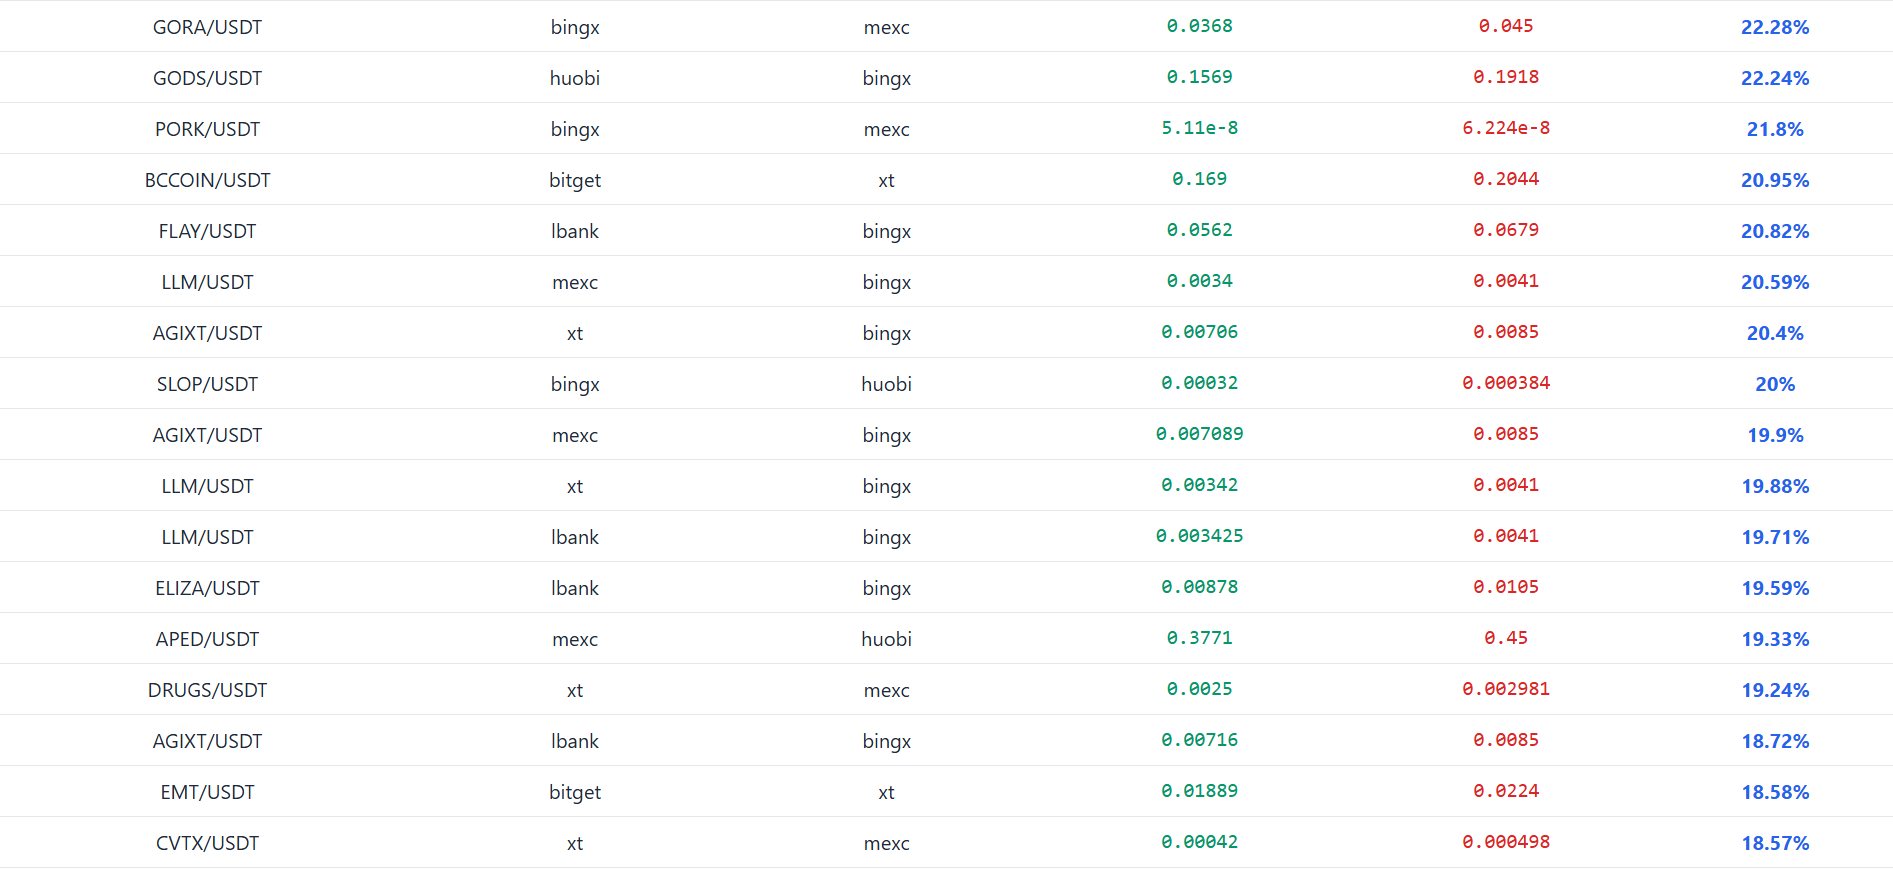 GORA/USDT bingx mexc 0.0368 0.045 22.28%
GODS/USDT huobi bingx 0.1569 0.1918 22.24%
PORK/USDT bingx mexc 5.11e-8 6.224e-8 21.8%
BCCOIN/USDT bitget xt 0.169 0.2044 20.95%
FLAY/USDT lbank bingx 0.0562 0.0679 20.82%
LLM/USDT mexc bingx 0.0034 0.0041 20.59%
AGIXT/USDT xt bingx 0.00706 0.0085 20.4%
SLOP/USDT bingx huobi 0.00032 0.000384 20%
AGIXT/USDT mexc bingx 0.007089 0.0085 19.9%
LLM/USDT xt bingx 0.00342 0.0041 19.88%
LLM/USDT lbank bingx 0.003425 0.0041 19.71%
ELIZA/USDT lbank bingx 0.00878 0.0105 19.59%
APED/USDT mexc huobi 0.3771 0.45 19.33%
DRUGS/USDT xt mexc 0.0025 0.002981 19.24%
AGIXT/USDT lbank bingx 0.00716 0.0085 18.72%
EMT/USDT bitget xt 0.01889 0.0224 18.58%
CVTX/USDT xt mexc 0.00042 0.000498 18.57%